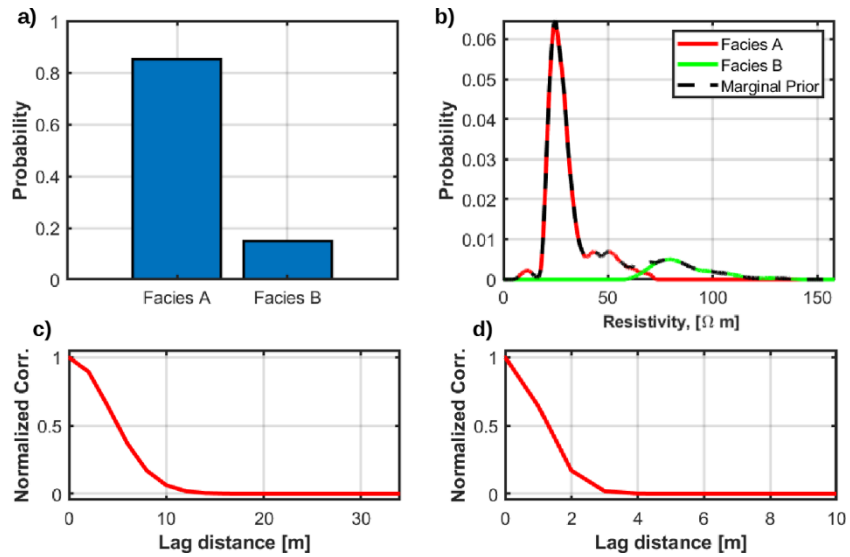 a)
Probability
1
0.8
0.6
0.4
0.2
0
Facies A
Facies B
b)
Probability
0.06
0.05
0.04
0.03
0.02
0.01
0
Facies A
Facies B
Marginal Prior
0
50
100
150
Resistivity, [Ω m]
c)
Normalized Corr.
1
0.5
0
0
10
20
30
Lag distance [m]
d)
Normalized Corr.
1
0.5
0
0
2
4
6
8
10
Lag distance [m]